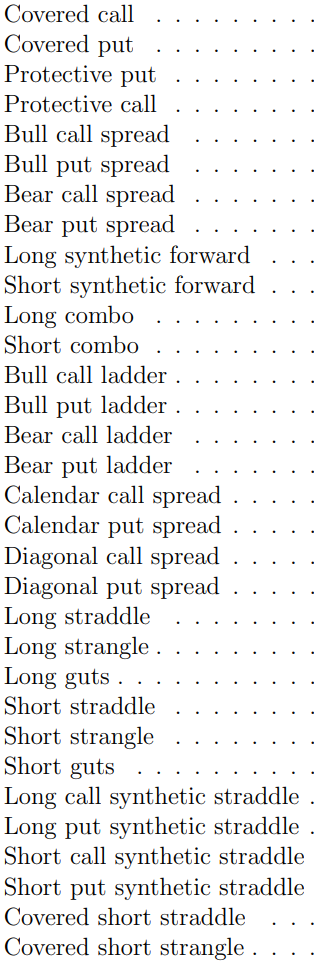 Covered call . . . . . . . . .
Covered put . . . . . . . . .
Protective put . . . . . . . .
Protective call . . . . . . . .
Bull call spread . . . . . . .
Bull put spread . . . . . . .
Bear call spread . . . . . . .
Bear put spread . . . . . . .
Long synthetic forward . . .
Short synthetic forward . . .
Long combo . . . . . . . . .
Short combo . . . . . . . . .
Bull call ladder . . . . . . . .
Bull put ladder . . . . . . . .
Bear call ladder . . . . . . .
Bear put ladder . . . . . . .
Calendar call spread . . . . .
Calendar put spread . . . . .
Diagonal call spread . . . . .
Diagonal put spread . . . . .
Long straddle . . . . . . . .
Long strangle . . . . . . . . .
Long guts . . . . . . . . . . .
Short straddle . . . . . . . .
Short strangle . . . . . . . .
Short guts . . . . . . . . . .
Long call synthetic straddle .
Long put synthetic straddle .
Short call synthetic straddle
Short put synthetic straddle
Covered short straddle . . .
Covered short strangle . . . .